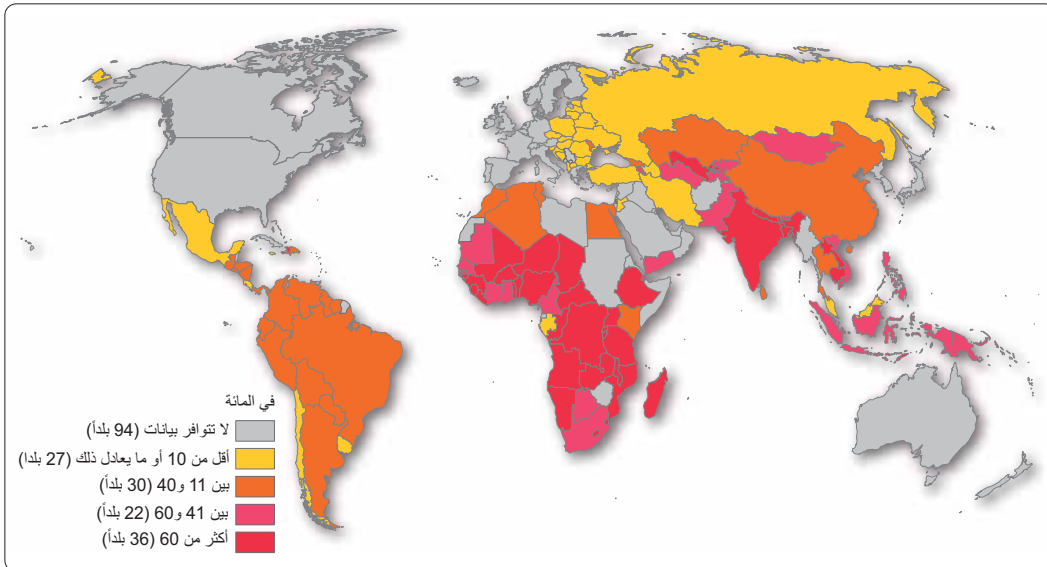 في المائة
لا تتوافر بيانات (94 بلداً)
أقل من 10 أو ما يعادل ذلك (27 بلدا)
بين 11 و40 (30 بلداً)
بين 41 و60 (22 بلداً)
أكثر من 60 (36 بلداً)